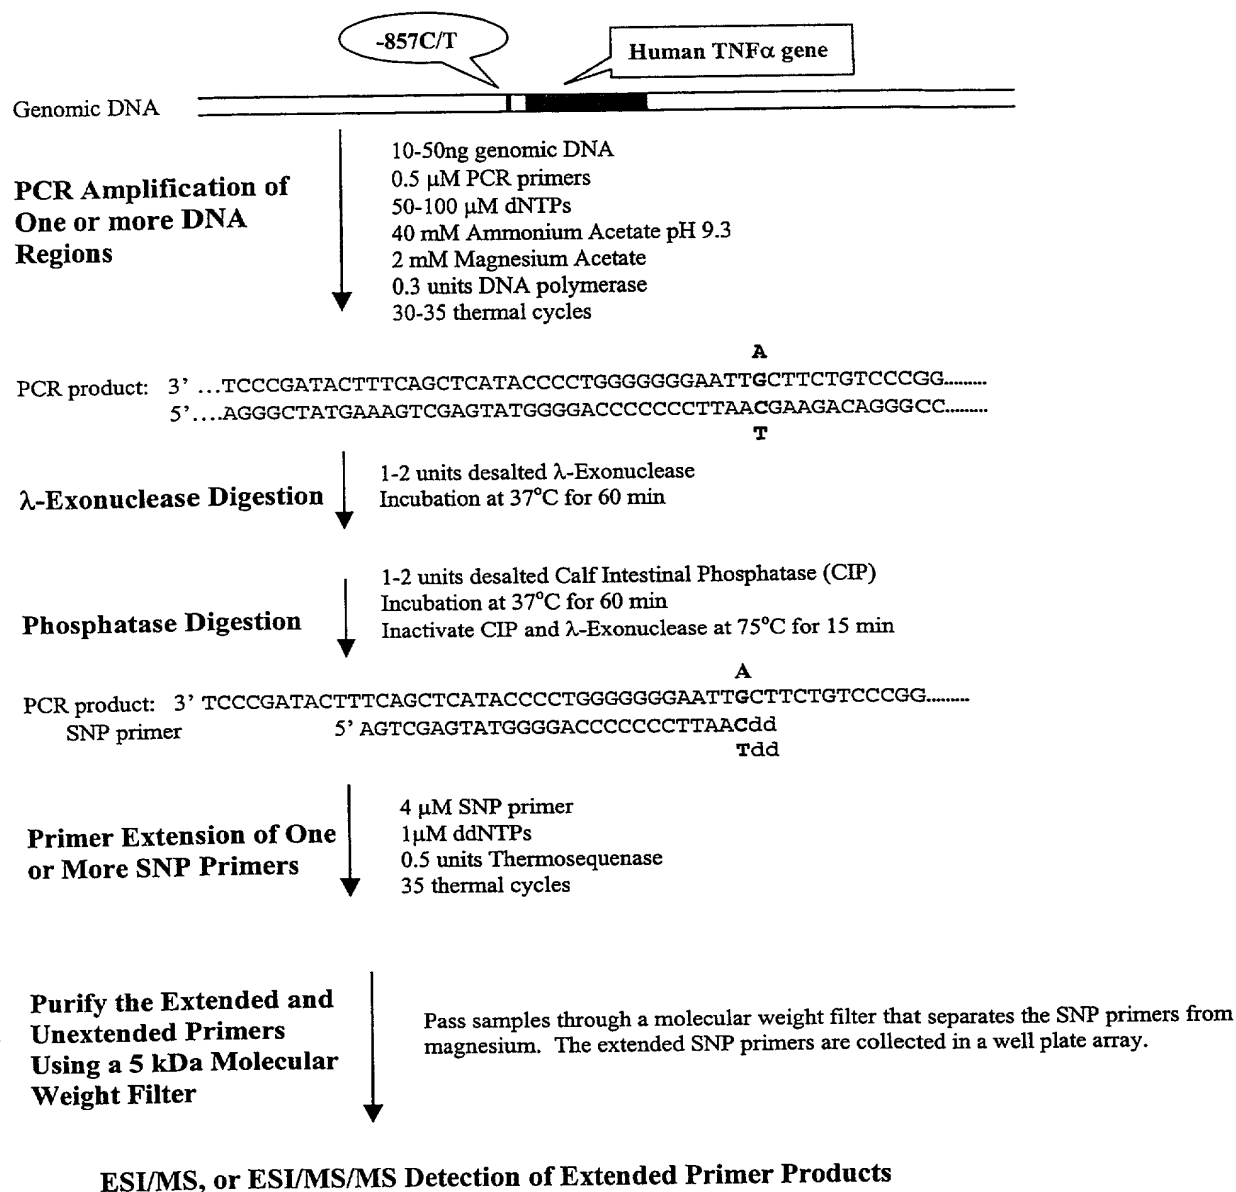 -857C/T
Human TNFα gene
Genomic DNA
PCR Amplification of
One or more DNA
Regions
10-50ng genomic DNA
0.5 µM PCR primers
50-100 µM dNTPs
40 mM Ammonium Acetate pH 9.3
2 mM Magnesium Acetate
0.3 units DNA polymerase
30-35 thermal cycles
A
PCR product: 3' ...TCCCGATACTTTCAGCTCATACCCCTGGGGGGGAATTGCTTCTGTCCCGG.........
5'....AGGGCTATGAAAGTCGAGTATGGGGACCCCCCCTTAACGAAGACAGGGCC.........
T
λ-Exonuclease Digestion
1-2 units desalted λ-Exonuclease
Incubation at 37°C for 60 min
Phosphatase Digestion
1-2 units desalted Calf Intestinal Phosphatase (CIP)
Incubation at 37°C for 60 min
Inactivate CIP and λ-Exonuclease at 75°C for 15 min
A
PCR product: 3' TCCCGATACTTTCAGCTCATACCCCTGGGGGGGAATTGCTTCTGTCCCGG.........
SNP primer 5' AGTCGAGTATGGGGACCCCCCCTTAACdd
Tdd
Primer Extension of One
or More SNP Primers
4 µM SNP primer
1µM ddNTPs
0.5 units Thermosequenase
35 thermal cycles
Purify the Extended and
Unextended Primers
Using a 5 kDa Molecular
Weight Filter
Pass samples through a molecular weight filter that separates the SNP primers from
magnesium. The extended SNP primers are collected in a well plate array.
ESI/MS, or ESI/MS/MS Detection of Extended Primer Products